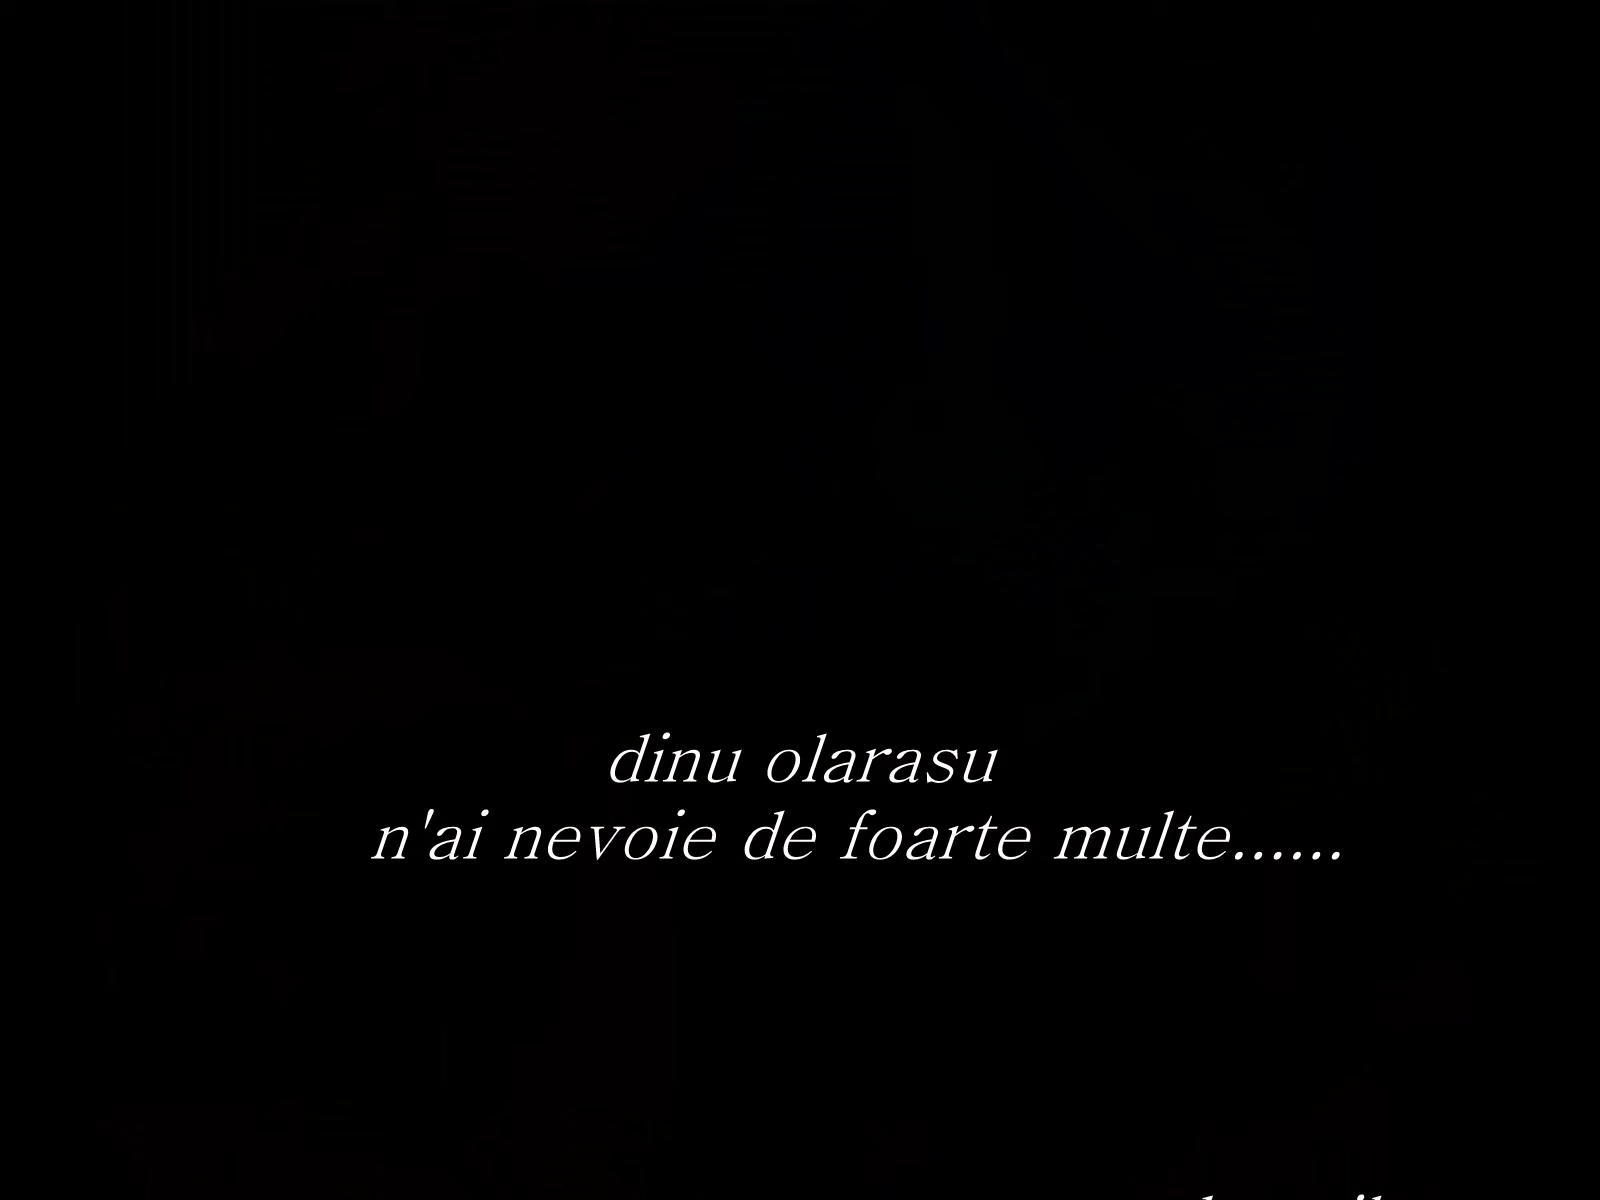 dinu olarasu
n'ai nevoie de foarte multe......